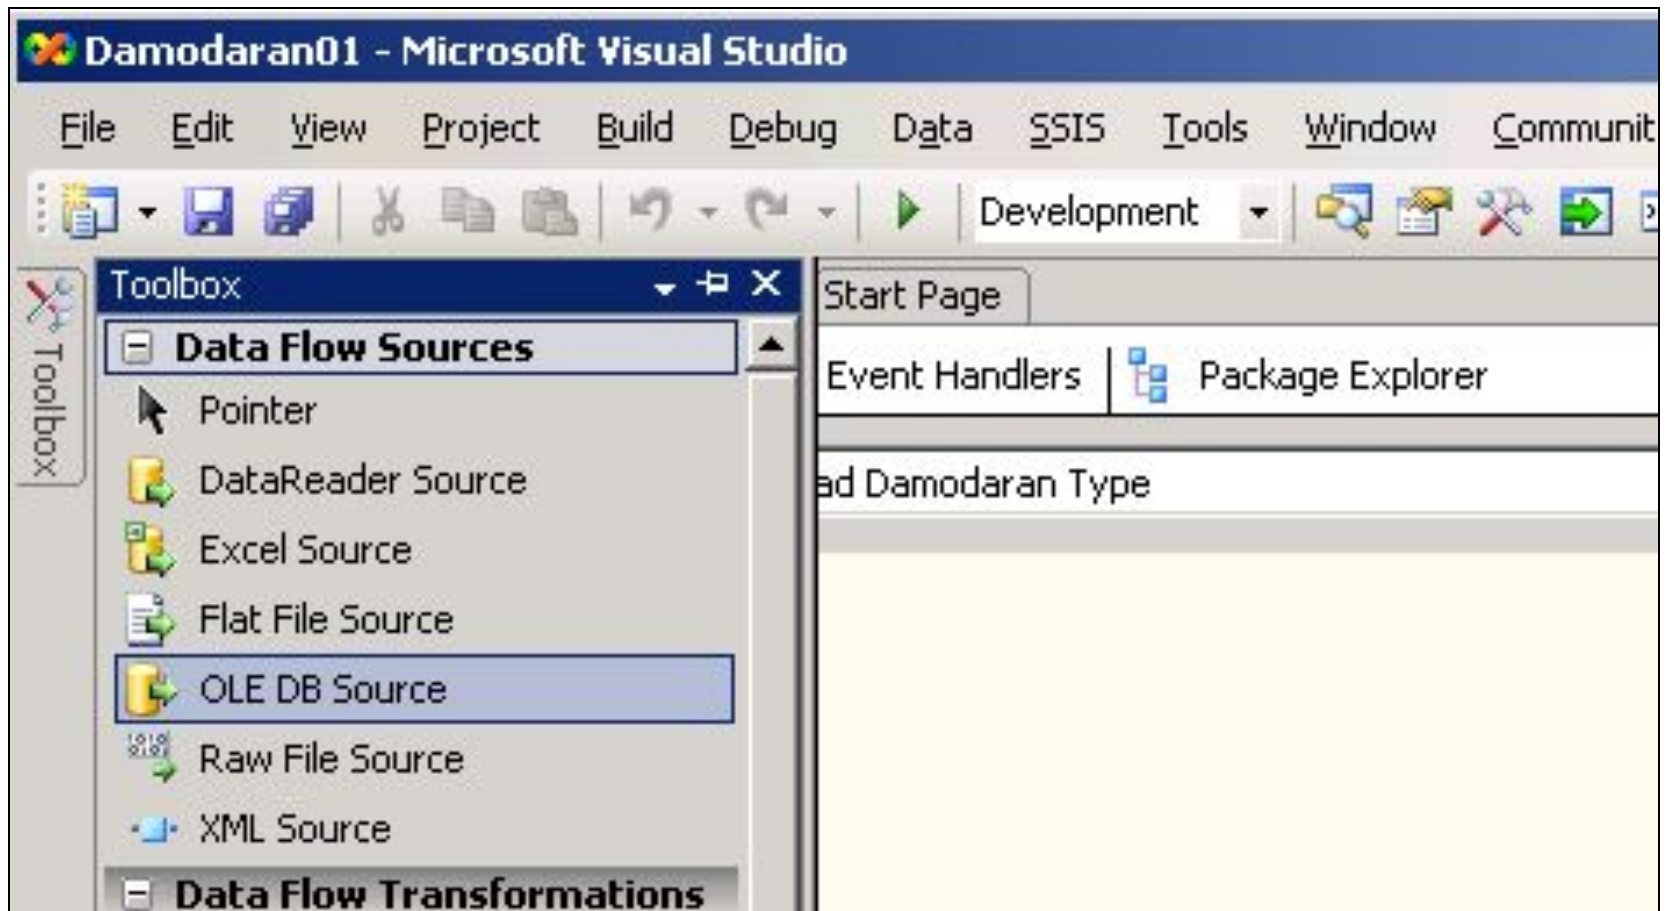 Damodaran01 - Microsoft Visual Studio
File Edit View Project Build Debug Data SSIS Tools Window Communit
Development
Toolbox
Toolbox
Start Page
Data Flow Sources
Event Handlers Package Explorer
Pointer
DataReader Source
ad Damodaran Type
Excel Source
Flat File Source
OLE DB Source
Raw File Source
XML Source
Data Flow Transformations